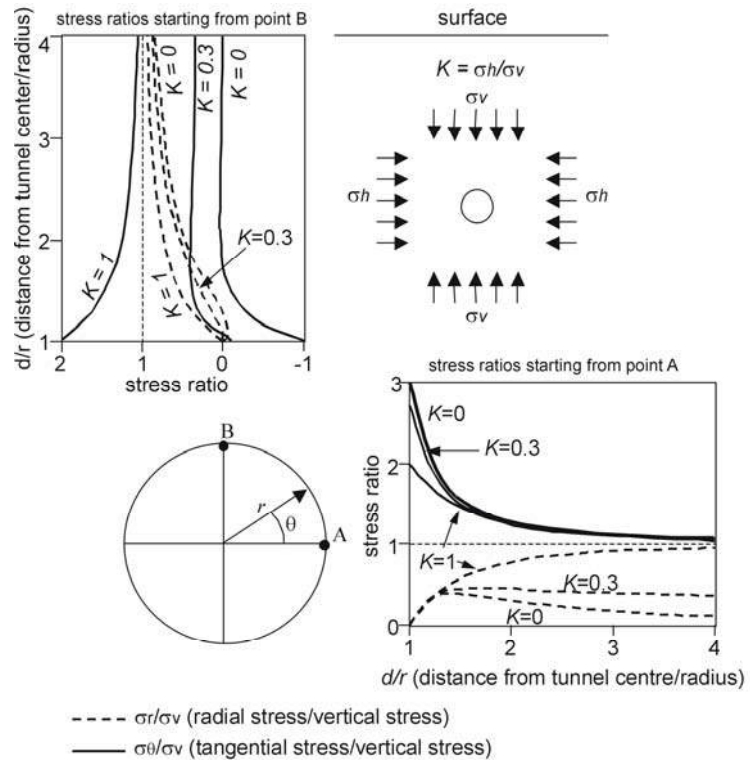 stress ratios starting from point B
4
3
2
1
d/r (distance from tunnel center/radius)
K = 1
K = 0
K = 0.3
K = 0
K=0.3
K = 1
2 1 0 -1
stress ratio
surface
K = σh/σv
σv
σh
σh
σv
B
r
θ
A
stress ratios starting from point A
3
2
1
0
stress ratio
K=0
K=0.3
K=1
K=0.3
K=0
1 2 3 4
d/r (distance from tunnel centre/radius)
σr/σv (radial stress/vertical stress)
σθ/σv (tangential stress/vertical stress)